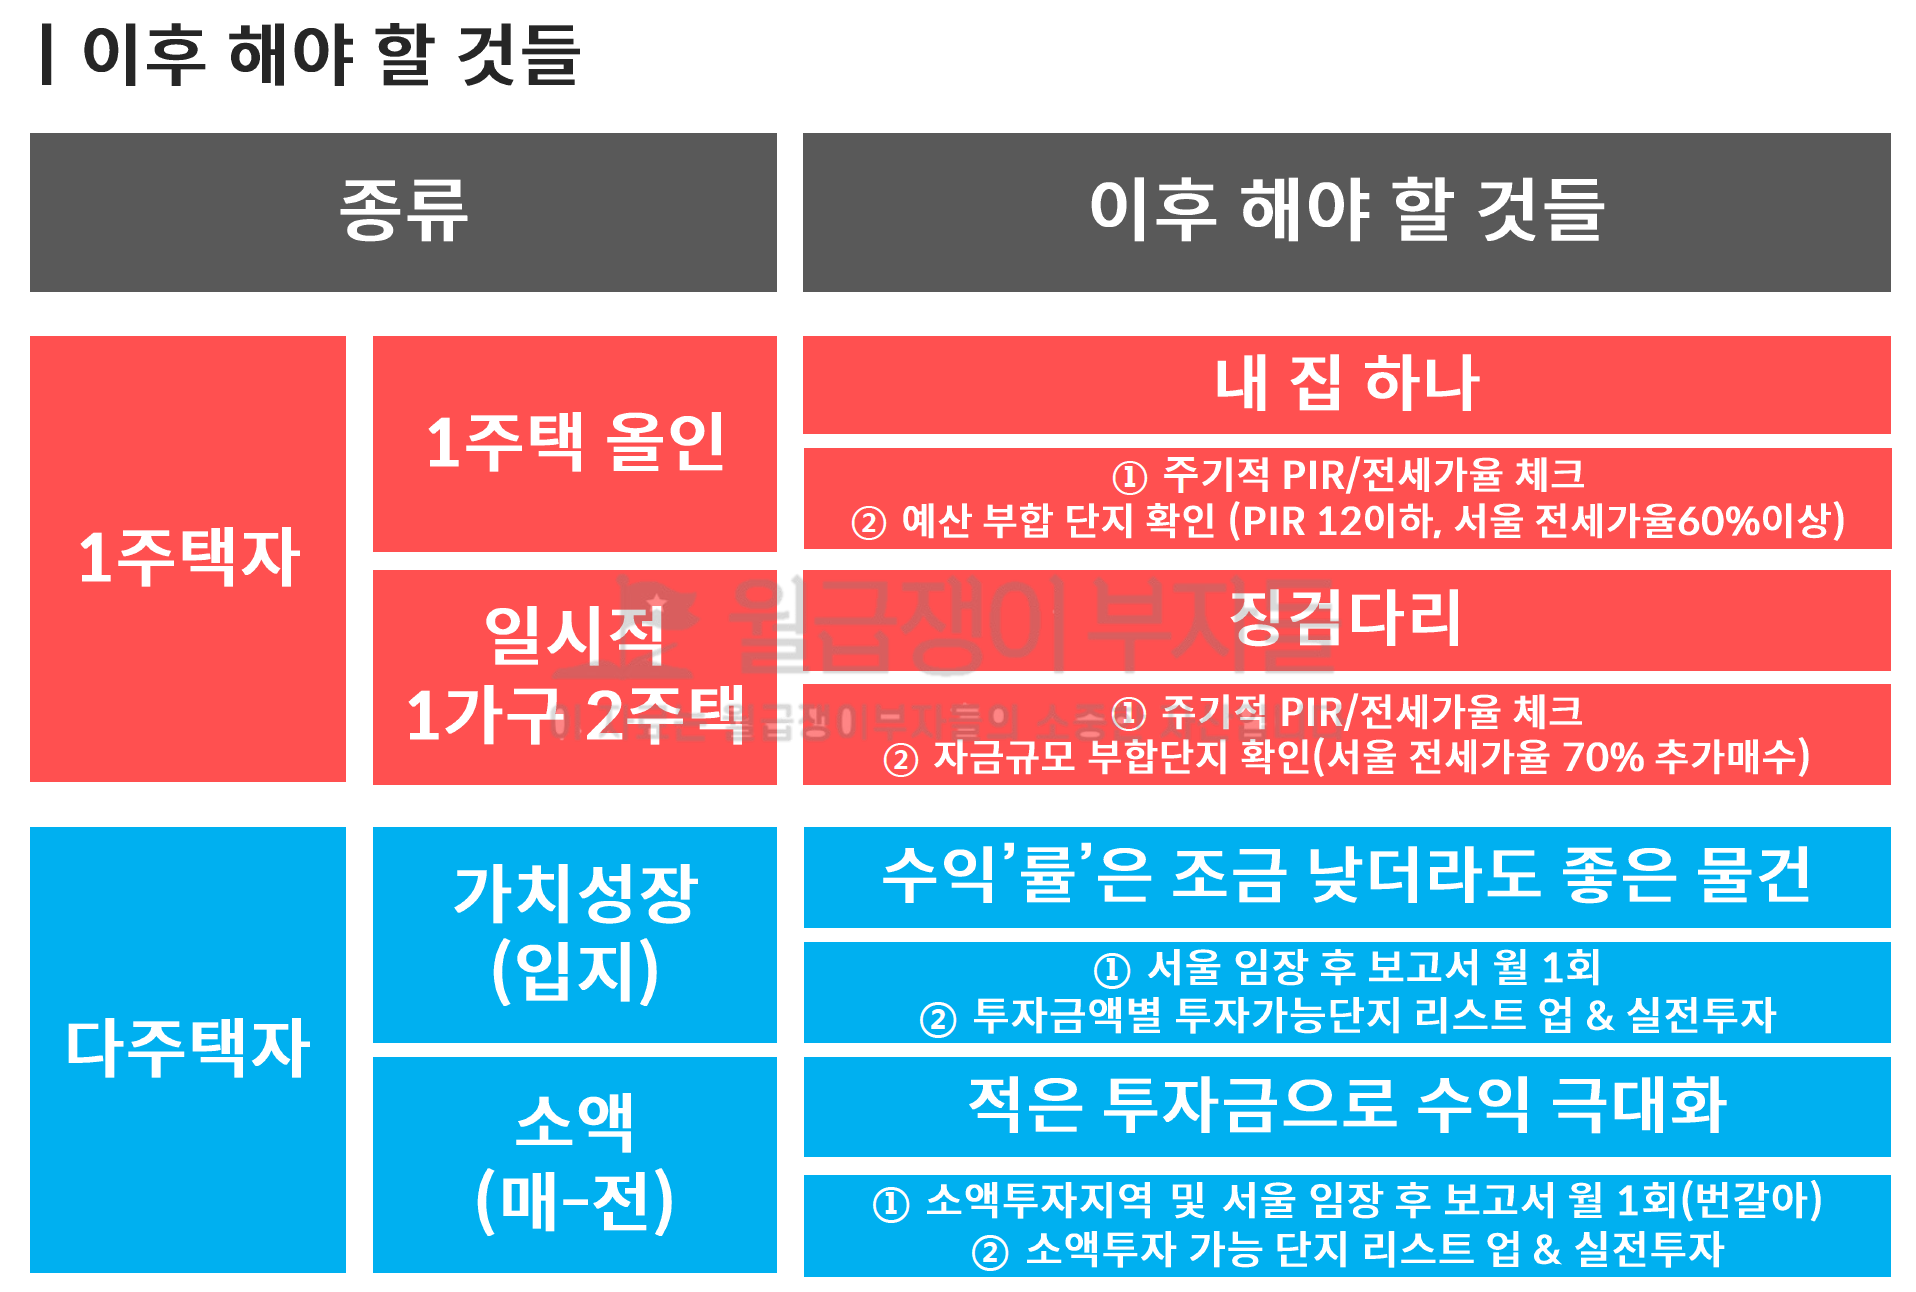 | 이후 해야 할 것들
종류
이후 해야 할 것들
1주택자
1주택 올인
내 집 하나
① 주기적 PIR/전세가율 체크
② 예산 부합 단지 확인 (PIR 12이하, 서울 전세가율60%이상)
일시적
1가구 2주택
징검다리
① 주기적 PIR/전세가율 체크
② 자금규모 부합단지 확인(서울 전세가율 70% 추가매수)
월급쟁이 부자들
다주택자
가치성장
(입지)
수익’률’은 조금 낮더라도 좋은 물건
① 서울 임장 후 보고서 월 1회
② 투자금액별 투자가능단지 리스트 업 & 실전투자
소액
(매-전)
적은 투자금으로 수익 극대화
① 소액투자지역 및 서울 임장 후 보고서 월 1회(번갈아)
② 소액투자 가능 단지 리스트 업 & 실전투자